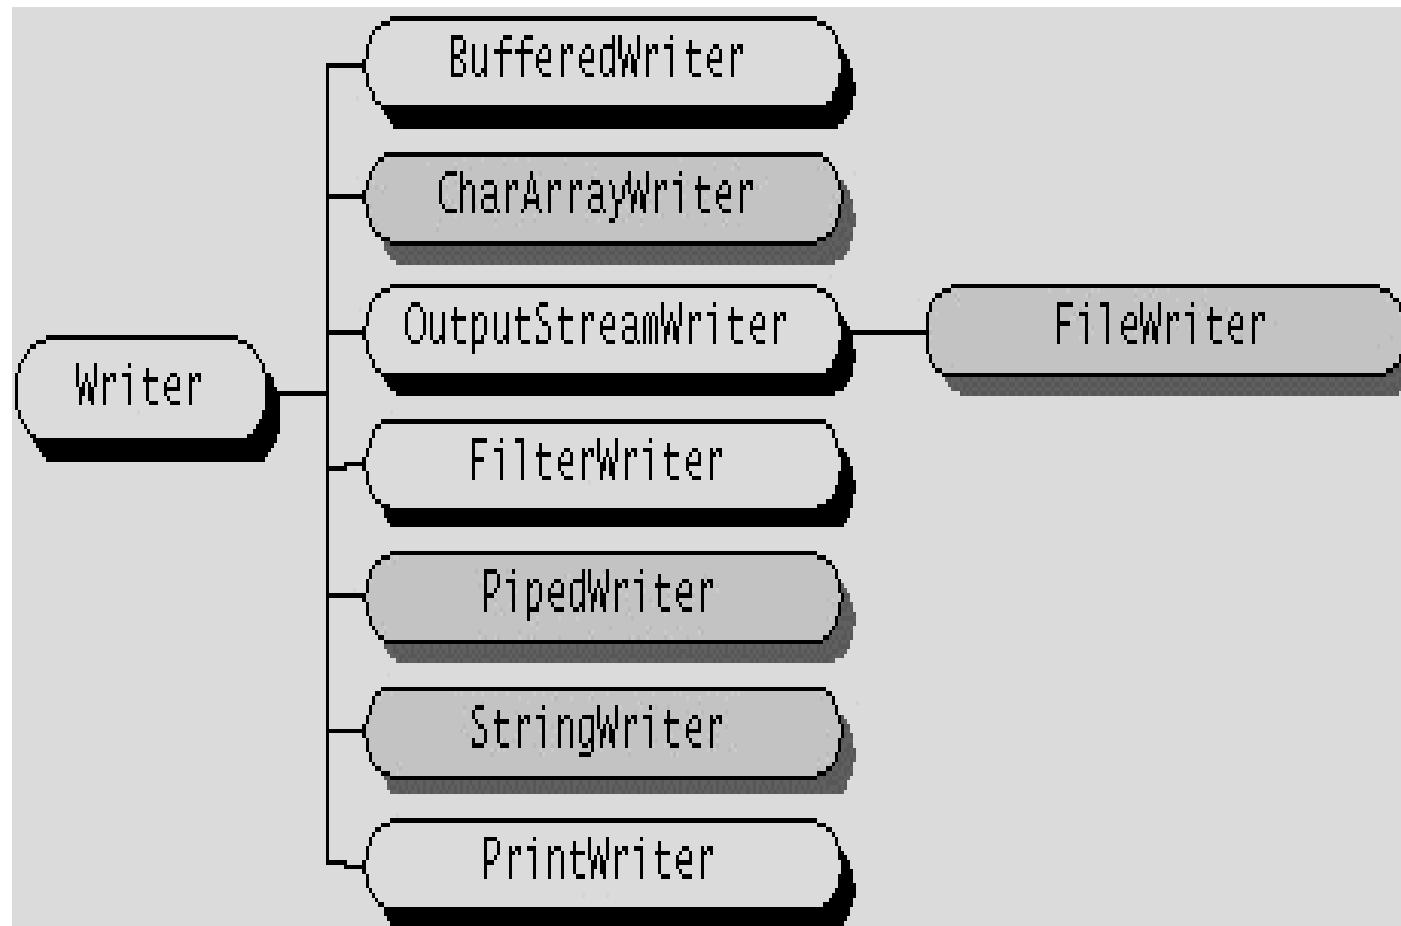 BufferedWriter
CharArrayWriter
OutputStreamWriter
FileWriter
Writer
FilterWriter
PipedWriter
StringWriter
PrintWriter